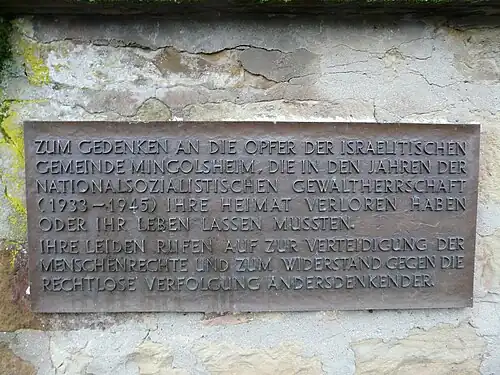 ZUM GEDENKEN AN DIE OPFER DER ISRAELITISCHEN
GEMEINDE MINGOLSHEIM, DIE IN DEN JAHREN DER
NATIONALSOZIALISTISCHEN GEWALTHERRSCHAFT
(1933–1945) IHRE HEIMAT VERLOREN HABEN
ODER IHR LEBEN LASSEN MUSSTEN.
IHRE LEIDEN RUFEN AUF ZUR VERTEIDIGUNG DER
MENSCHENRECHTE UND ZUM WIDERSTAND GEGEN DIE
RECHTLOSE VERFOLGUNG ANDERSDENKENDER.